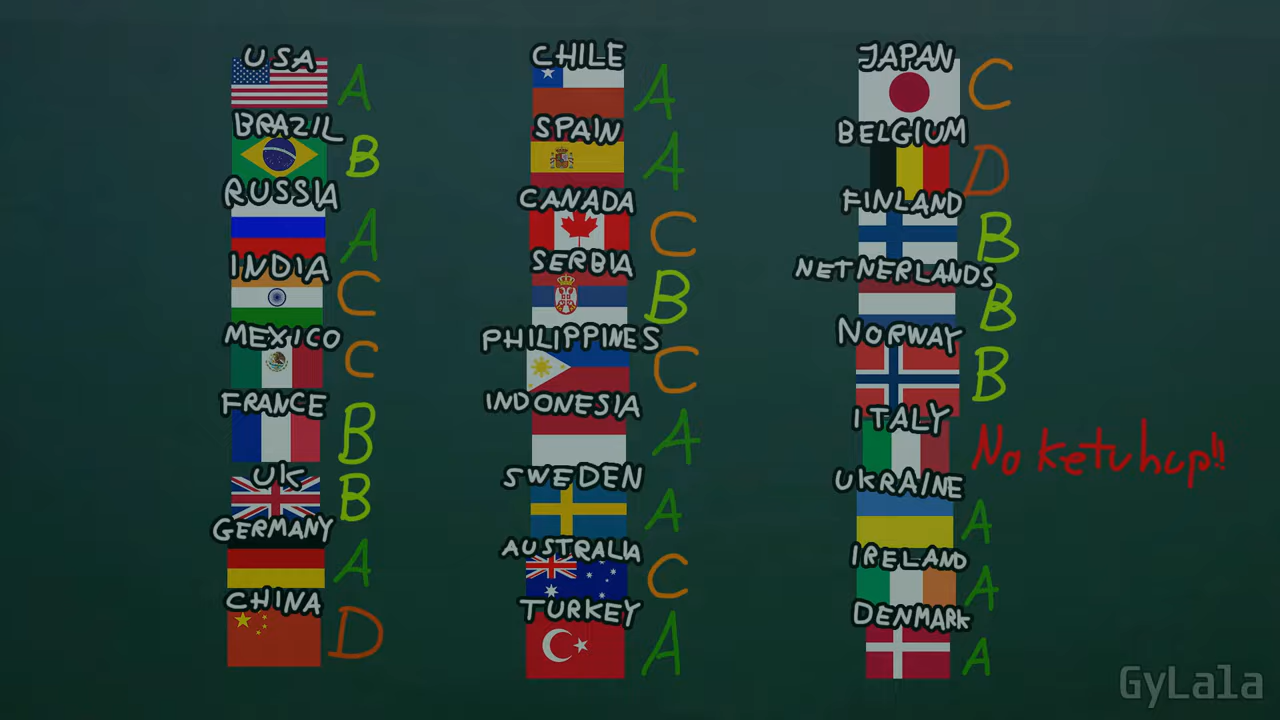 USA A
BRAZIL B
RUSSIA A
INDIA C
MEXICO C
FRANCE B
UK B
GERMANY A
CHINA D
CHILE A
SPAIN A
CANADA C
SERBIA B
PHILIPPINES C
INDONESIA A
SWEDEN A
AUSTRALIA C
TURKEY A
JAPAN C
BELGIUM D
FINLAND B
NETNERLANDS B
NORWAY B
ITALY No ketuhcp!!
UKRAINE A
IRELAND A
DENMARK A
GyLala